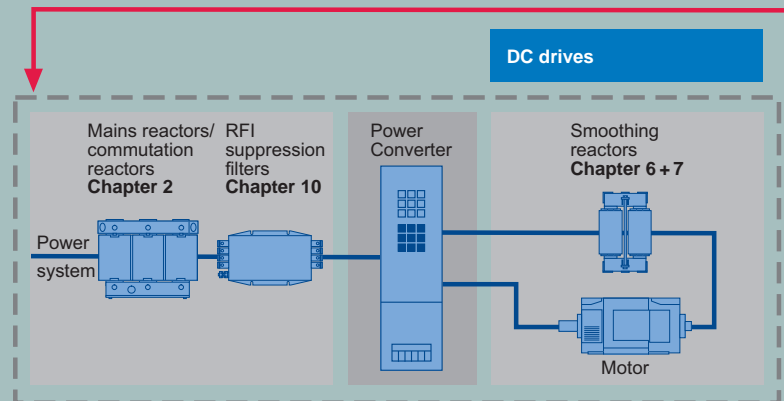 DC drives
Mains reactors/
commutation
reactors
Chapter 2
RFI
suppression
filters
Chapter 10
Power
Converter
Smoothing
reactors
Chapter 6 + 7
Power
system
Motor